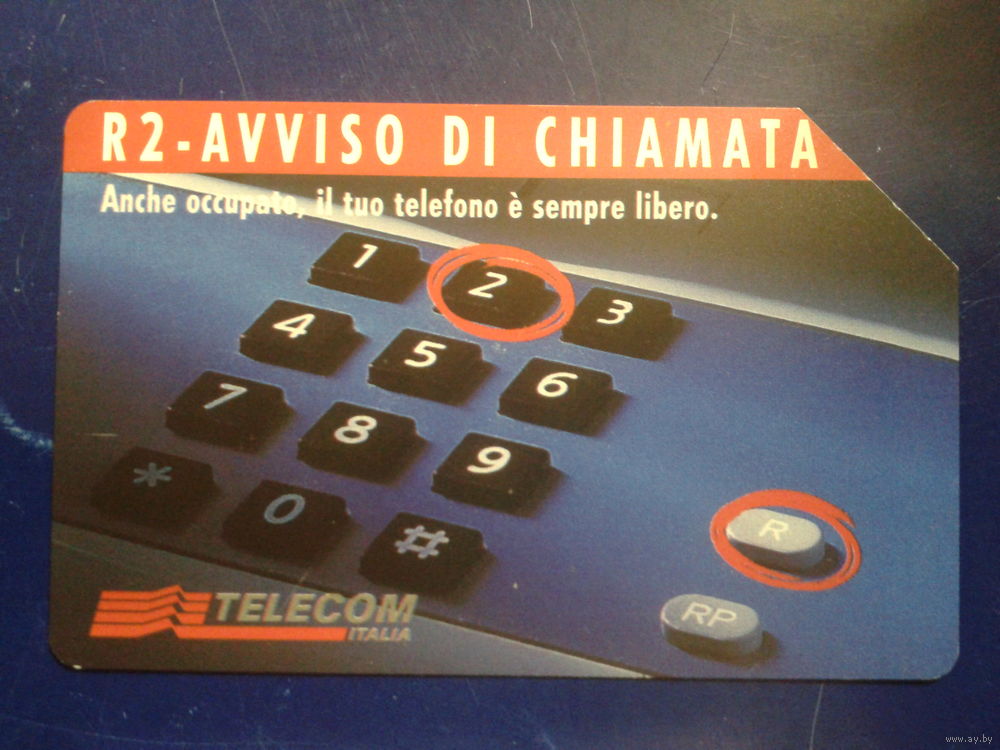 R2-AVVISO DI CHIAMATA
Anche occupato, il tuo telefono è sempre libero.
1 2 3
4 5 6
7 8 9
* 0 #
R
RP
TELECOM
ITALIA
www.ay.by